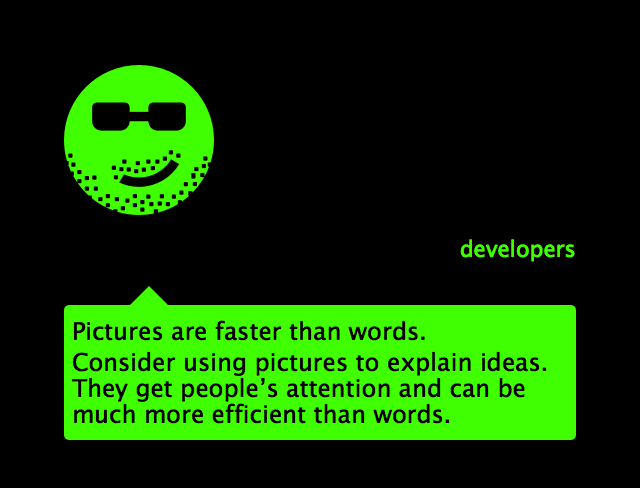 developers
Pictures are faster than words.
Consider using pictures to explain ideas.
They get people’s attention and can be
much more efficient than words.